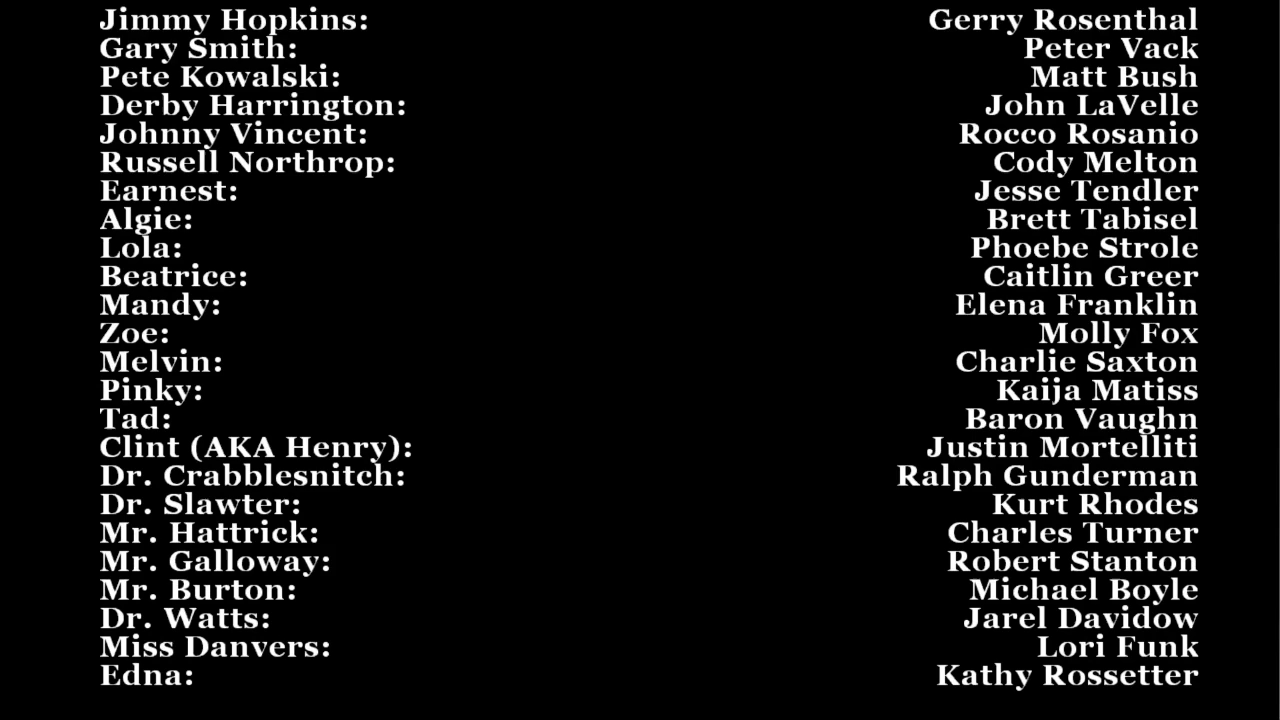 Jimmy Hopkins: Gerry Rosenthal
Gary Smith: Peter Vack
Pete Kowalski: Matt Bush
Derby Harrington: John LaVelle
Johnny Vincent: Rocco Rosanio
Russell Northrop: Cody Melton
Earnest: Jesse Tendler
Algie: Brett Tabisel
Lola: Phoebe Strole
Beatrice: Caitlin Greer
Mandy: Elena Franklin
Zoe: Molly Fox
Melvin: Charlie Saxton
Pinky: Kaija Matiss
Tad: Baron Vaughn
Clint (AKA Henry): Justin Mortelliti
Dr. Crabblesnitch: Ralph Gunderman
Dr. Slawter: Kurt Rhodes
Mr. Hattrick: Charles Turner
Mr. Galloway: Robert Stanton
Mr. Burton: Michael Boyle
Dr. Watts: Jarel Davidow
Miss Danvers: Lori Funk
Edna: Kathy Rossetter